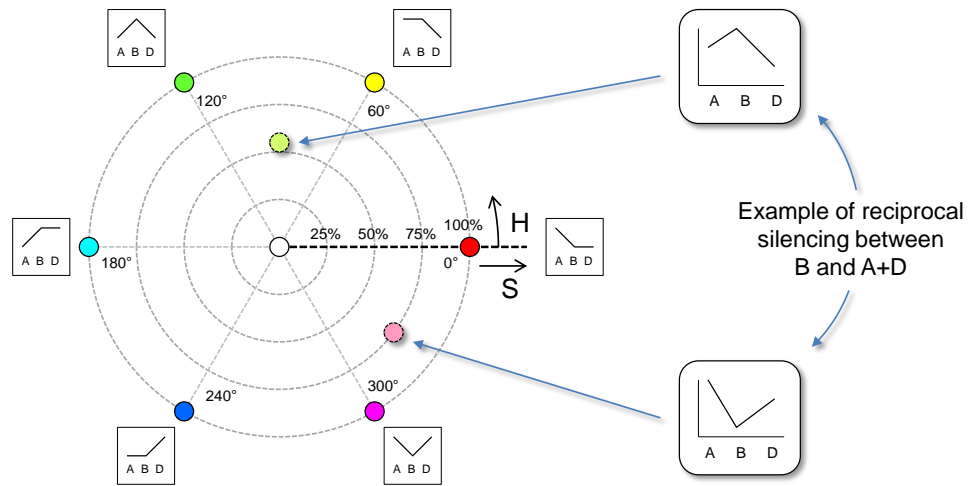 A B D
A B D
A B D
120°
60°
Example of reciprocal
silencing between
B and A+D
100%
H
25%
50%
75%
A B D
180°
0°
A B D
S
300°
240°
A B D
A B D
A B D